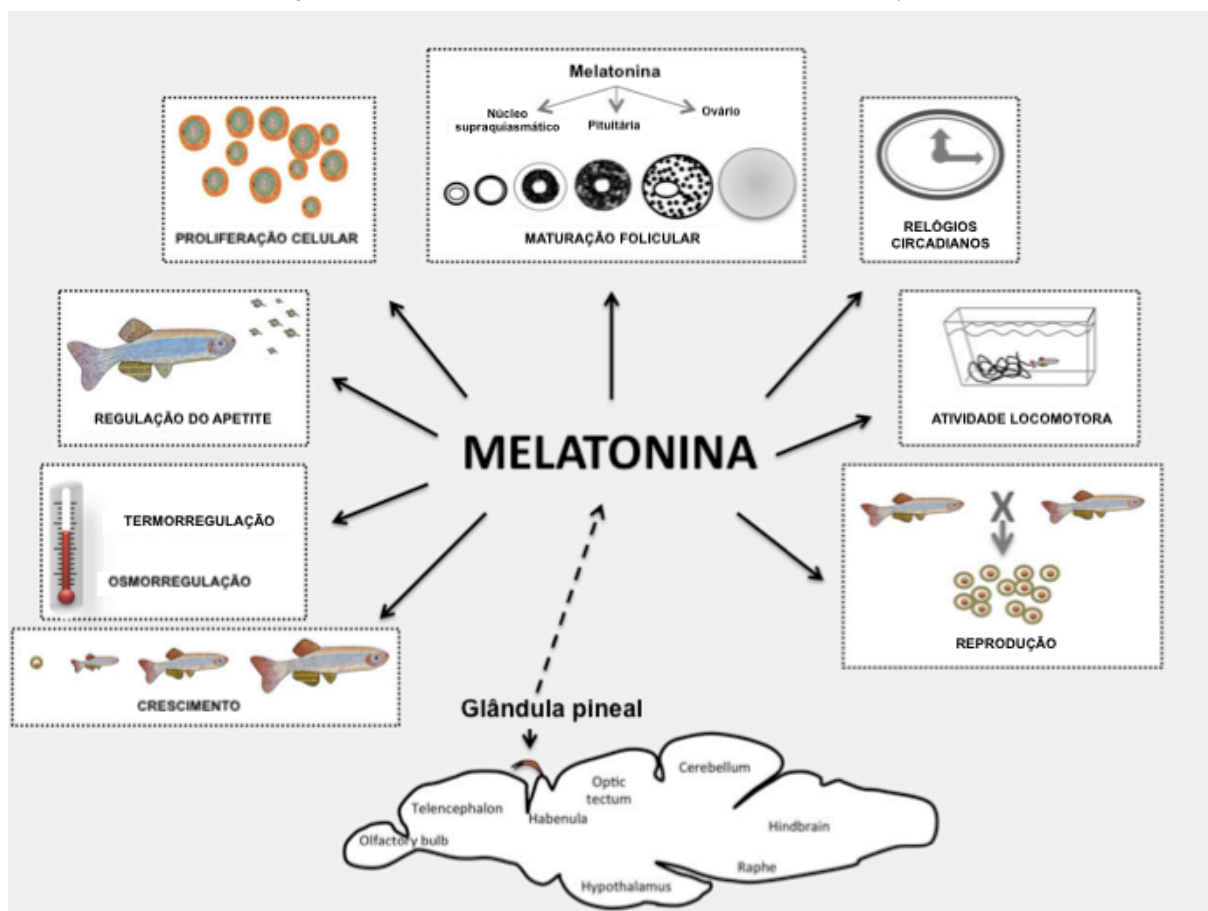 Melatonina
Núcleo
supraquiasmático
Pituitária
Ovário
MATURAÇÃO FOLICULAR
PROLIFERAÇÃO CELULAR
RELÓGIOS
CIRCADIANOS
REGULAÇÃO DO APETITE
ATIVIDADE LOCOMOTORA
MELATONINA
TERMORREGULAÇÃO
OSMORREGULAÇÃO
X
REPRODUÇÃO
CRESCIMENTO
Glândula pineal
Cerebellum
Optic
tectum
Telencephalon
Habenula
Hindbrain
Olfactory bulb
Raphe
Hypothalamus